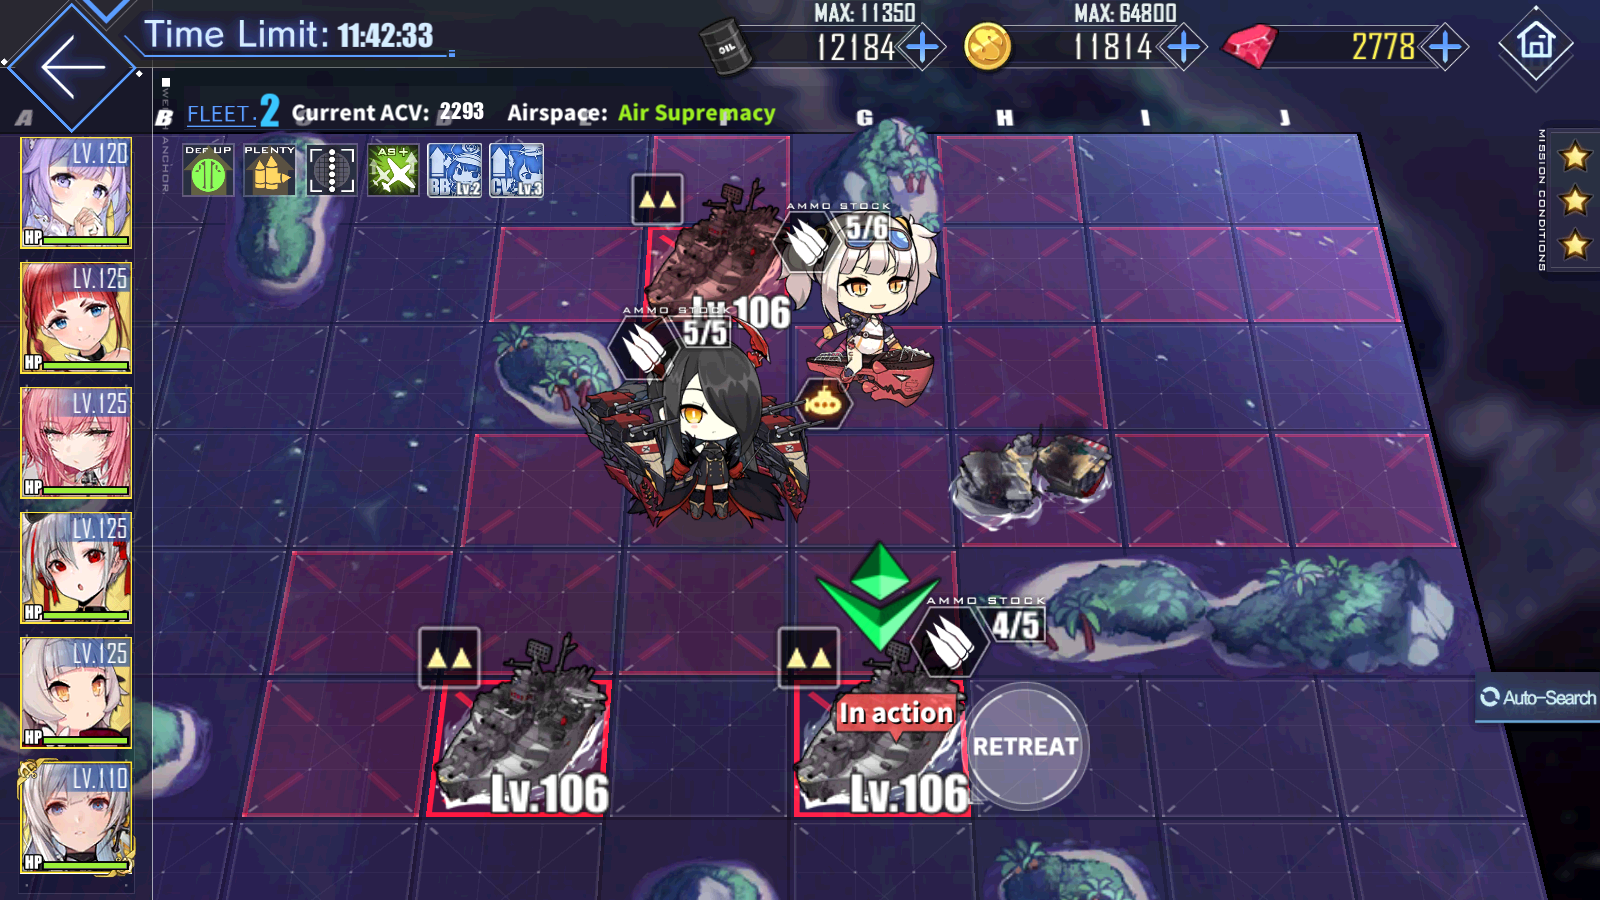 Time Limit: 11:42:33
MAX: 11350
OIL
12184
MAX: 64800
11814
2778
A
B
FLEET. 2
Current ACV: 2293
Airspace: Air Supremacy
G
H
I
J
DEF UP
PLENTY
AS+
BB Lv.2
CV Lv.3
LV.120
HP
LV.125
HP
LV.125
HP
LV.125
HP
LV.125
HP
LV.110
HP
MISSION CONDITIONS
AMMO STOCK
5/6
Lv.106
AMMO STOCK
5/5
AMMO STOCK
4/5
In action
RETREAT
Lv.106
Lv.106
Auto-Search